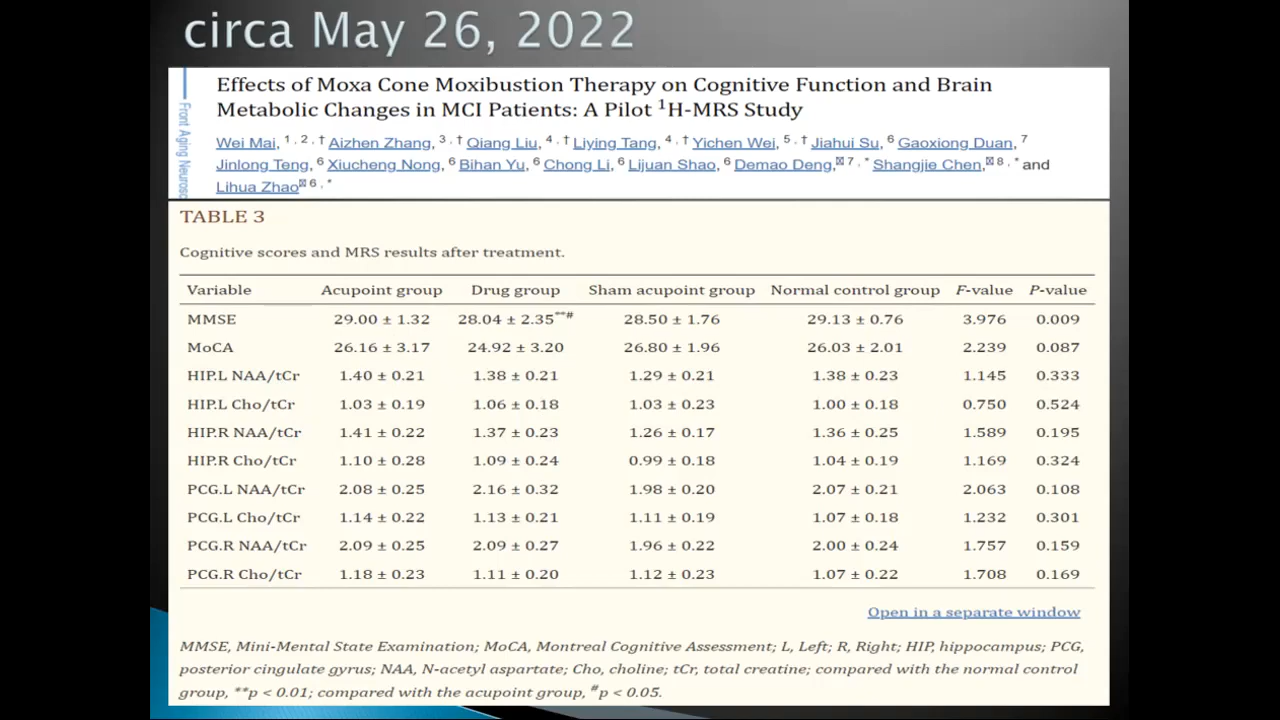 circa May 26, 2022
Effects of Moxa Cone Moxibustion Therapy on Cognitive Function and Brain
Metabolic Changes in MCI Patients: A Pilot ¹H-MRS Study
Front Aging Neurosc
Wei Mai, 1, 2, † Aizhen Zhang, 3, † Qiang Liu, 4, † Liying Tang, 4, † Yichen Wei, 5, † Jiahui Su, 6 Gaoxiong Duan, 7
Jinlong Teng, 6 Xiucheng Nong, 6 Bihan Yu, 6 Chong Li, 6 Lijuan Shao, 6 Demao Deng, 7, * Shangjie Chen, 8, * and
Lihua Zhao 6, *
TABLE 3
Cognitive scores and MRS results after treatment.
Variable Acupoint group Drug group Sham acupoint group Normal control group F-value P-value
MMSE 29.00 ± 1.32 28.04 ± 2.35**# 28.50 ± 1.76 29.13 ± 0.76 3.976 0.009
MoCA 26.16 ± 3.17 24.92 ± 3.20 26.80 ± 1.96 26.03 ± 2.01 2.239 0.087
HIP.L NAA/tCr 1.40 ± 0.21 1.38 ± 0.21 1.29 ± 0.21 1.38 ± 0.23 1.145 0.333
HIP.L Cho/tCr 1.03 ± 0.19 1.06 ± 0.18 1.03 ± 0.23 1.00 ± 0.18 0.750 0.524
HIP.R NAA/tCr 1.41 ± 0.22 1.37 ± 0.23 1.26 ± 0.17 1.36 ± 0.25 1.589 0.195
HIP.R Cho/tCr 1.10 ± 0.28 1.09 ± 0.24 0.99 ± 0.18 1.04 ± 0.19 1.169 0.324
PCG.L NAA/tCr 2.08 ± 0.25 2.16 ± 0.32 1.98 ± 0.20 2.07 ± 0.21 2.063 0.108
PCG.L Cho/tCr 1.14 ± 0.22 1.13 ± 0.21 1.11 ± 0.19 1.07 ± 0.18 1.232 0.301
PCG.R NAA/tCr 2.09 ± 0.25 2.09 ± 0.27 1.96 ± 0.22 2.00 ± 0.24 1.757 0.159
PCG.R Cho/tCr 1.18 ± 0.23 1.11 ± 0.20 1.12 ± 0.23 1.07 ± 0.22 1.708 0.169
Open in a separate window
MMSE, Mini-Mental State Examination; MoCA, Montreal Cognitive Assessment; L, Left; R, Right; HIP, hippocampus; PCG,
posterior cingulate gyrus; NAA, N-acetyl aspartate; Cho, choline; tCr, total creatine; compared with the normal control
group, **p < 0.01; compared with the acupoint group, #p < 0.05.